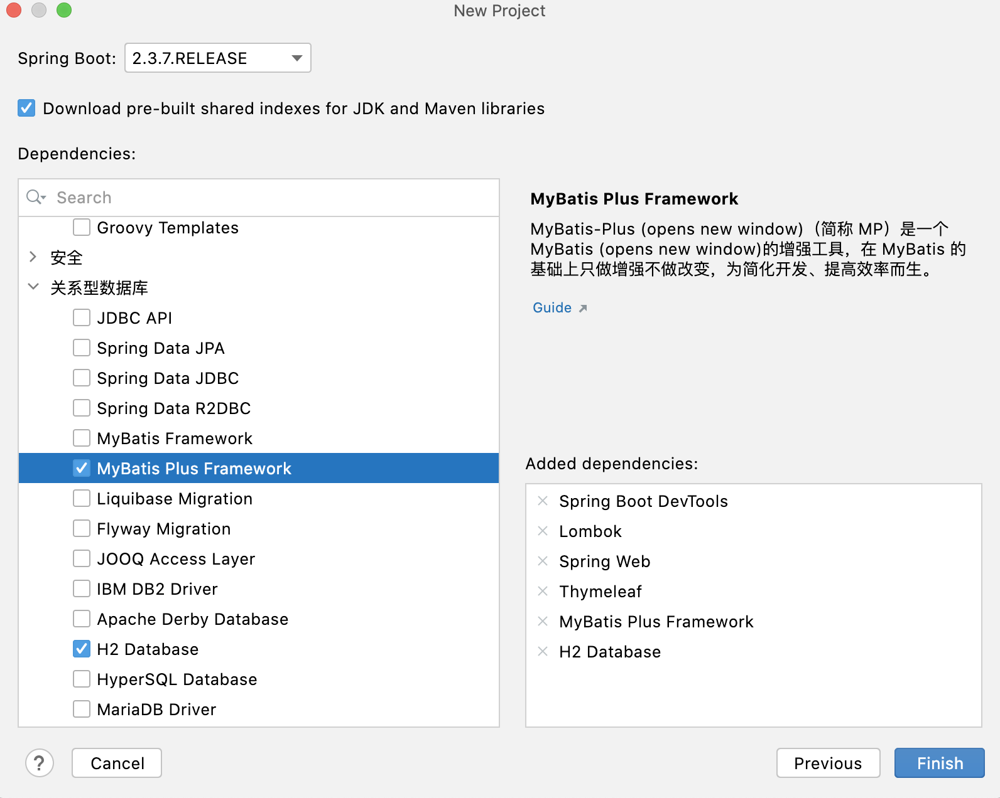 New Project
Spring Boot:
2.3.7.RELEASE
Download pre-built shared indexes for JDK and Maven libraries
Dependencies:
Search
Groovy Templates
安全
关系型数据库
JDBC API
Spring Data JPA
Spring Data JDBC
Spring Data R2DBC
MyBatis Framework
MyBatis Plus Framework
Liquibase Migration
Flyway Migration
JOOQ Access Layer
IBM DB2 Driver
Apache Derby Database
H2 Database
HyperSQL Database
MariaDB Driver
MyBatis Plus Framework
MyBatis-Plus (opens new window)（简称 MP）是一个
MyBatis (opens new window)的增强工具，在 MyBatis 的
基础上只做增强不做改变，为简化开发、提高效率而生。
Guide
Added dependencies:
Spring Boot DevTools
Lombok
Spring Web
Thymeleaf
MyBatis Plus Framework
H2 Database
?
Cancel
Previous
Finish